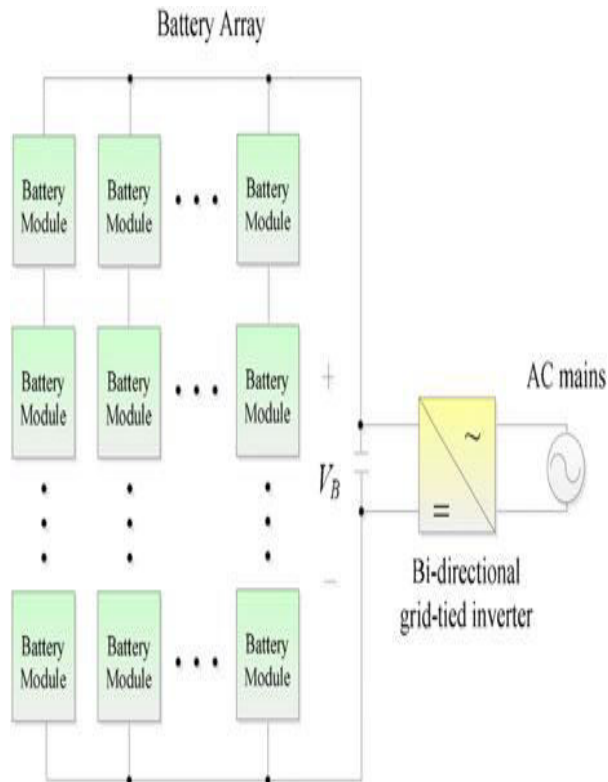 Battery Array
Battery
Module
Battery
Module
Battery
Module
Battery
Module
Battery
Module
Battery
Module
+
V_B
−
AC mains
~
=
Bi-directional
grid-tied inverter
Battery
Module
Battery
Module
Battery
Module